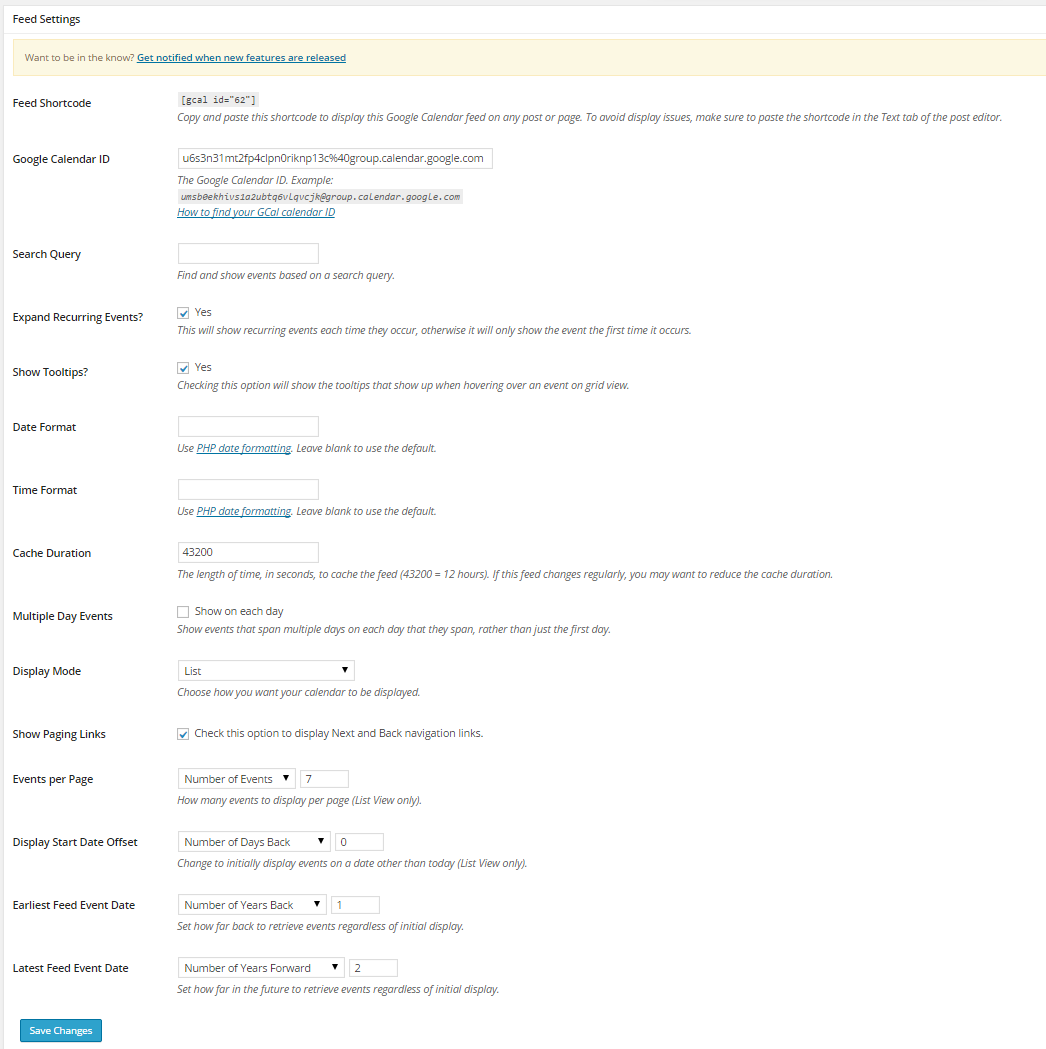 Feed Settings
Want to be in the know? Get notified when new features are released
Feed Shortcode
[gcal id="62"]
Copy and paste this shortcode to display this Google Calendar feed on any post or page. To avoid display issues, make sure to paste the shortcode in the Text tab of the post editor.
Google Calendar ID
u6s3n31mt2fp4clpn0riknp13c%40group.calendar.google.com
The Google Calendar ID. Example:
umsb0ekhivs1a2ubtq6vlqvcjk@group.calendar.google.com
How to find your GCal calendar ID
Search Query
Find and show events based on a search query.
Expand Recurring Events?
Yes
This will show recurring events each time they occur, otherwise it will only show the event the first time it occurs.
Show Tooltips?
Yes
Checking this option will show the tooltips that show up when hovering over an event on grid view.
Date Format
Use PHP date formatting. Leave blank to use the default.
Time Format
Use PHP date formatting. Leave blank to use the default.
Cache Duration
43200
The length of time, in seconds, to cache the feed (43200 = 12 hours). If this feed changes regularly, you may want to reduce the cache duration.
Multiple Day Events
Show on each day
Show events that span multiple days on each day that they span, rather than just the first day.
Display Mode
List
Choose how you want your calendar to be displayed.
Show Paging Links
Check this option to display Next and Back navigation links.
Events per Page
Number of Events 7
How many events to display per page (List View only).
Display Start Date Offset
Number of Days Back 0
Change to initially display events on a date other than today (List View only).
Earliest Feed Event Date
Number of Years Back 1
Set how far back to retrieve events regardless of initial display.
Latest Feed Event Date
Number of Years Forward 2
Set how far in the future to retrieve events regardless of initial display.
Save Changes